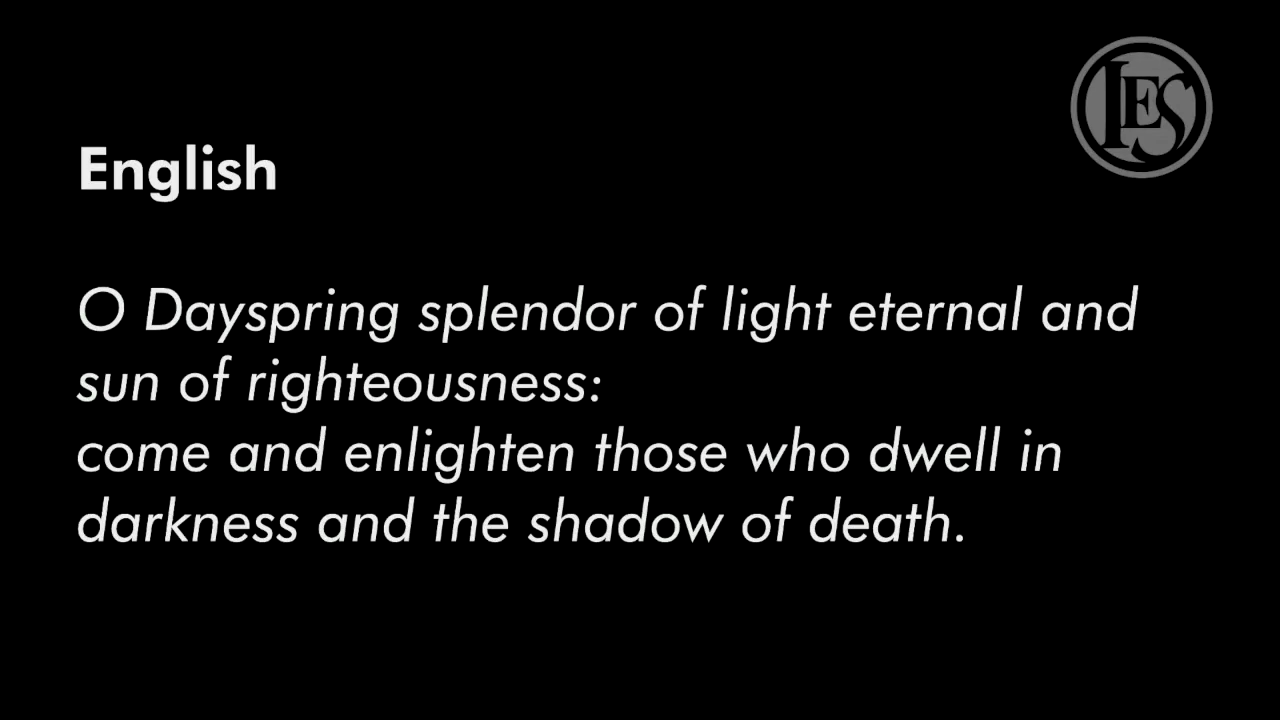 LES
English
O Dayspring splendor of light eternal and
sun of righteousness:
come and enlighten those who dwell in
darkness and the shadow of death.